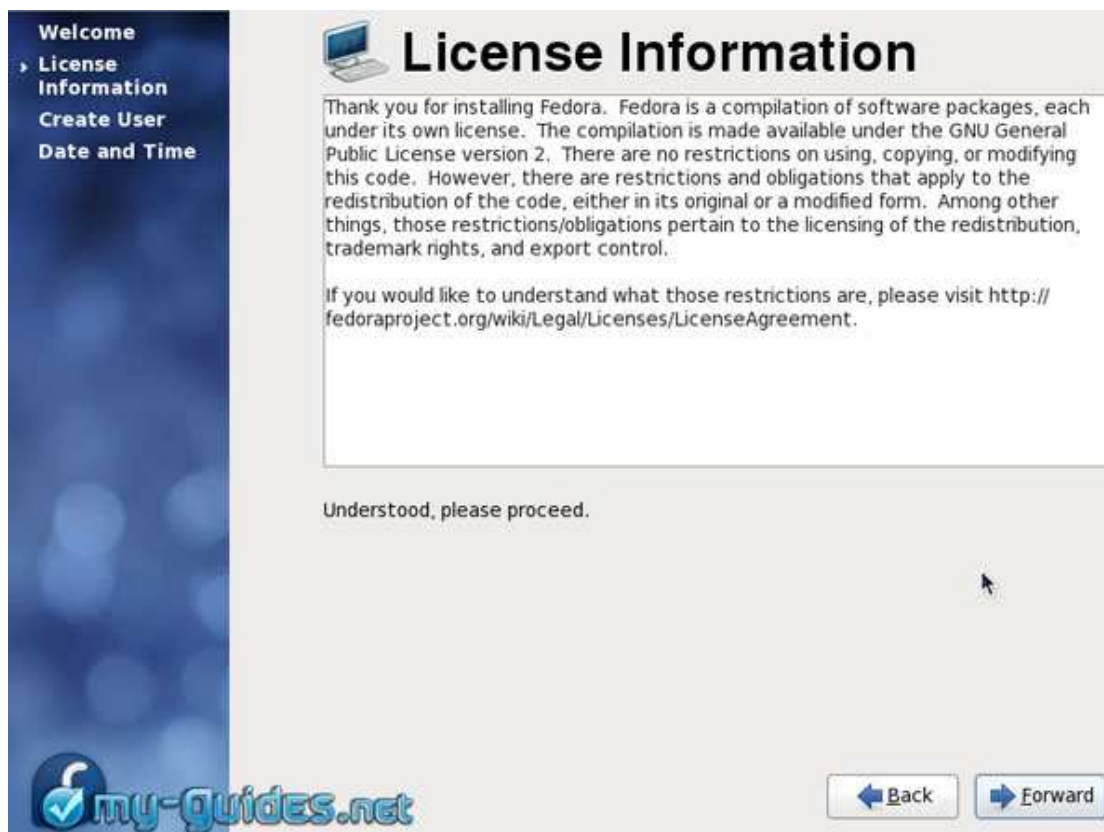 Welcome
License
Information
Create User
Date and Time
License Information
Thank you for installing Fedora.  Fedora is a compilation of software packages, each
under its own license.  The compilation is made available under the GNU General
Public License version 2.  There are no restrictions on using, copying, or modifying
this code.  However, there are restrictions and obligations that apply to the
redistribution of the code, either in its original or a modified form.  Among other
things, those restrictions/obligations pertain to the licensing of the redistribution,
trademark rights, and export control.
If you would like to understand what those restrictions are, please visit http://
fedoraproject.org/wiki/Legal/Licenses/LicenseAgreement.
Understood, please proceed.
Back
Forward
my-guides.net